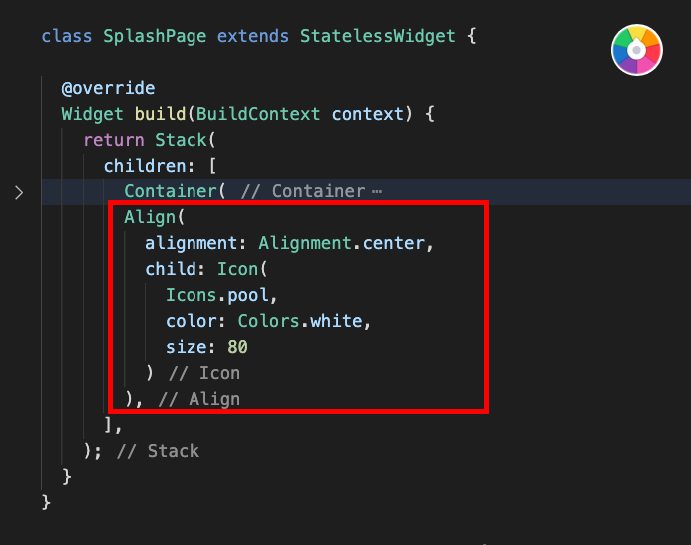 class SplashPage extends StatelessWidget {
@override
Widget build(BuildContext context) {
return Stack(
children: [
Container( // Container ⋯
Align(
alignment: Alignment.center,
child: Icon(
Icons.pool,
color: Colors.white,
size: 80
) // Icon
), // Align
],
); // Stack
}
}